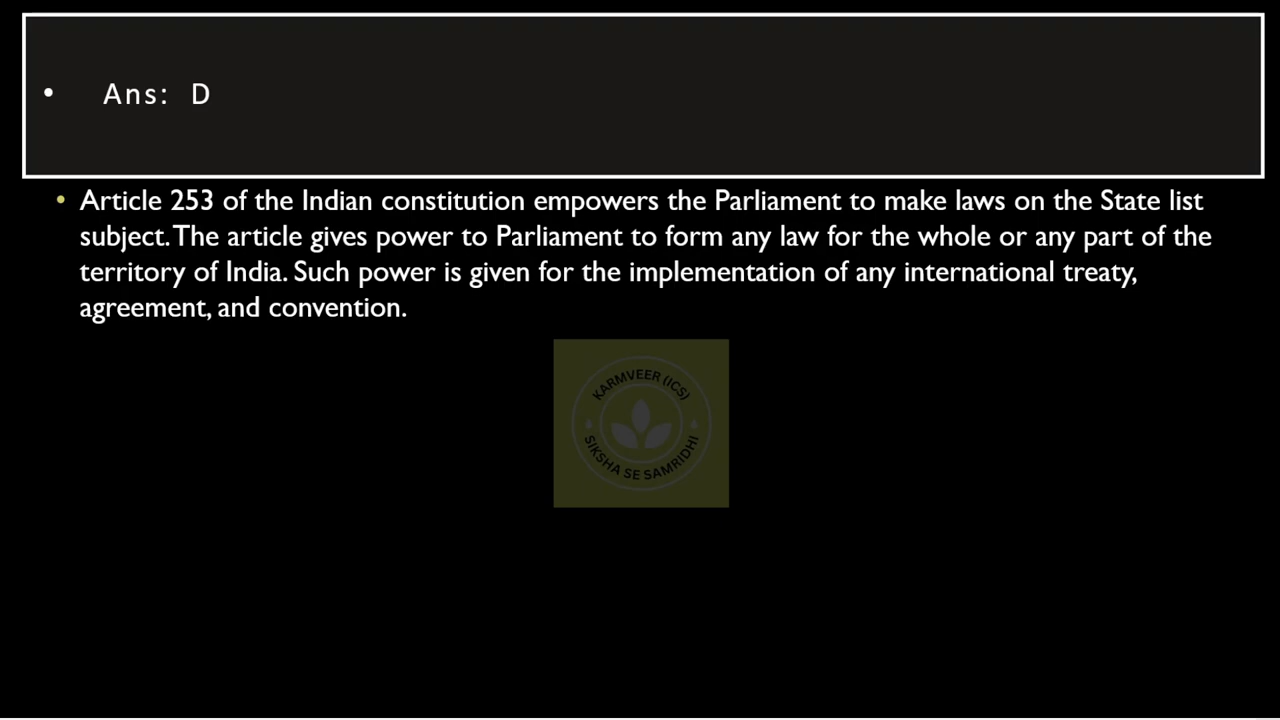 • Ans: D
• Article 253 of the Indian constitution empowers the Parliament to make laws on the State list
subject. The article gives power to Parliament to form any law for the whole or any part of the
territory of India. Such power is given for the implementation of any international treaty,
agreement, and convention.
KARMVEER (ICS)
SIKSHA SE SAMRIDHI